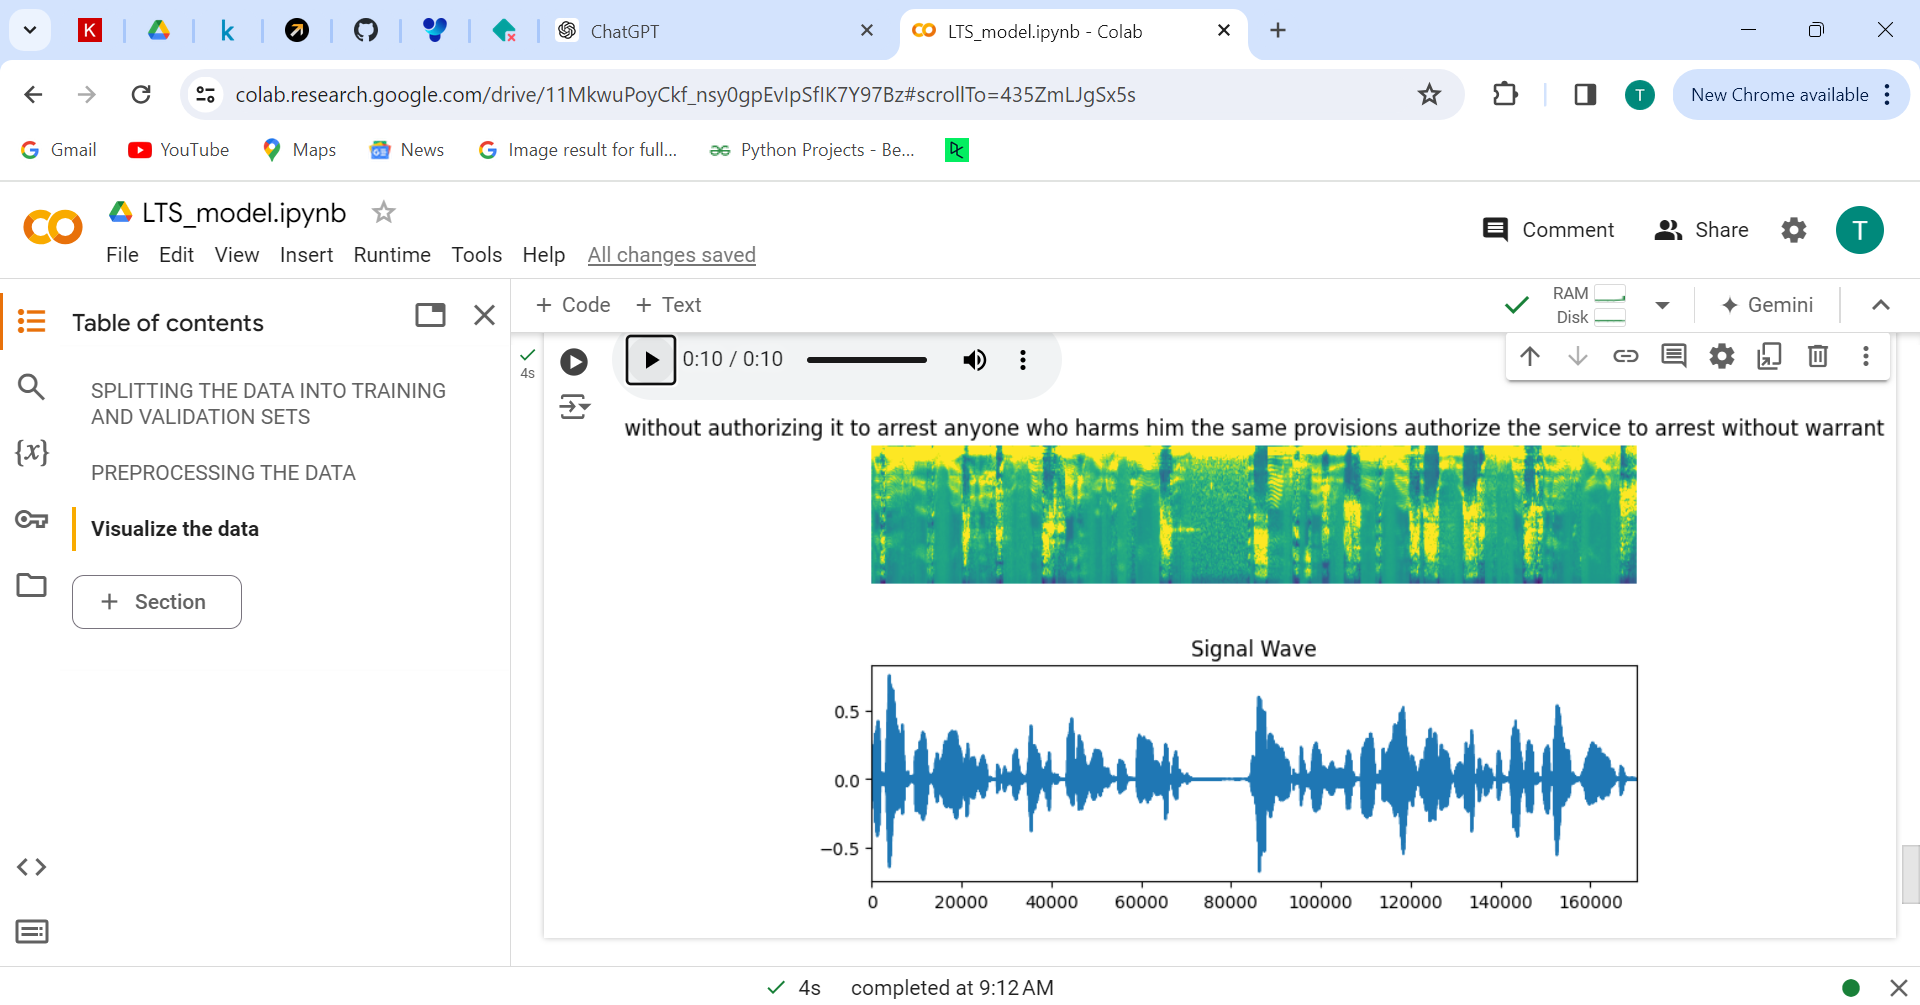 K
k
ChatGPT
LTS_model.ipynb - Colab
colab.research.google.com/drive/11MkwuPoyCkf_nsy0gpEvIpSfIK7Y97Bz#scrollTo=435ZmLJgSx5s
T
New Chrome available
Gmail
YouTube
Maps
News
Image result for full...
Python Projects - Be...
LTS_model.ipynb
File Edit View Insert Runtime Tools Help All changes saved
Comment
Share
T
Table of contents
SPLITTING THE DATA INTO TRAINING
AND VALIDATION SETS
PREPROCESSING THE DATA
Visualize the data
+ Section
+ Code + Text
RAM
Disk
Gemini
4s
0:10 / 0:10
without authorizing it to arrest anyone who harms him the same provisions authorize the service to arrest without warrant
Signal Wave
0.5
0.0
−0.5
0 20000 40000 60000 80000 100000 120000 140000 160000
{x}
4s completed at 9:12 AM